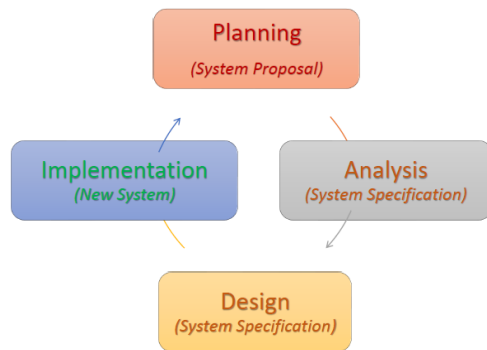 Planning
(System Proposal)
Implementation
(New System)
Analysis
(System Specification)
Design
(System Specification)